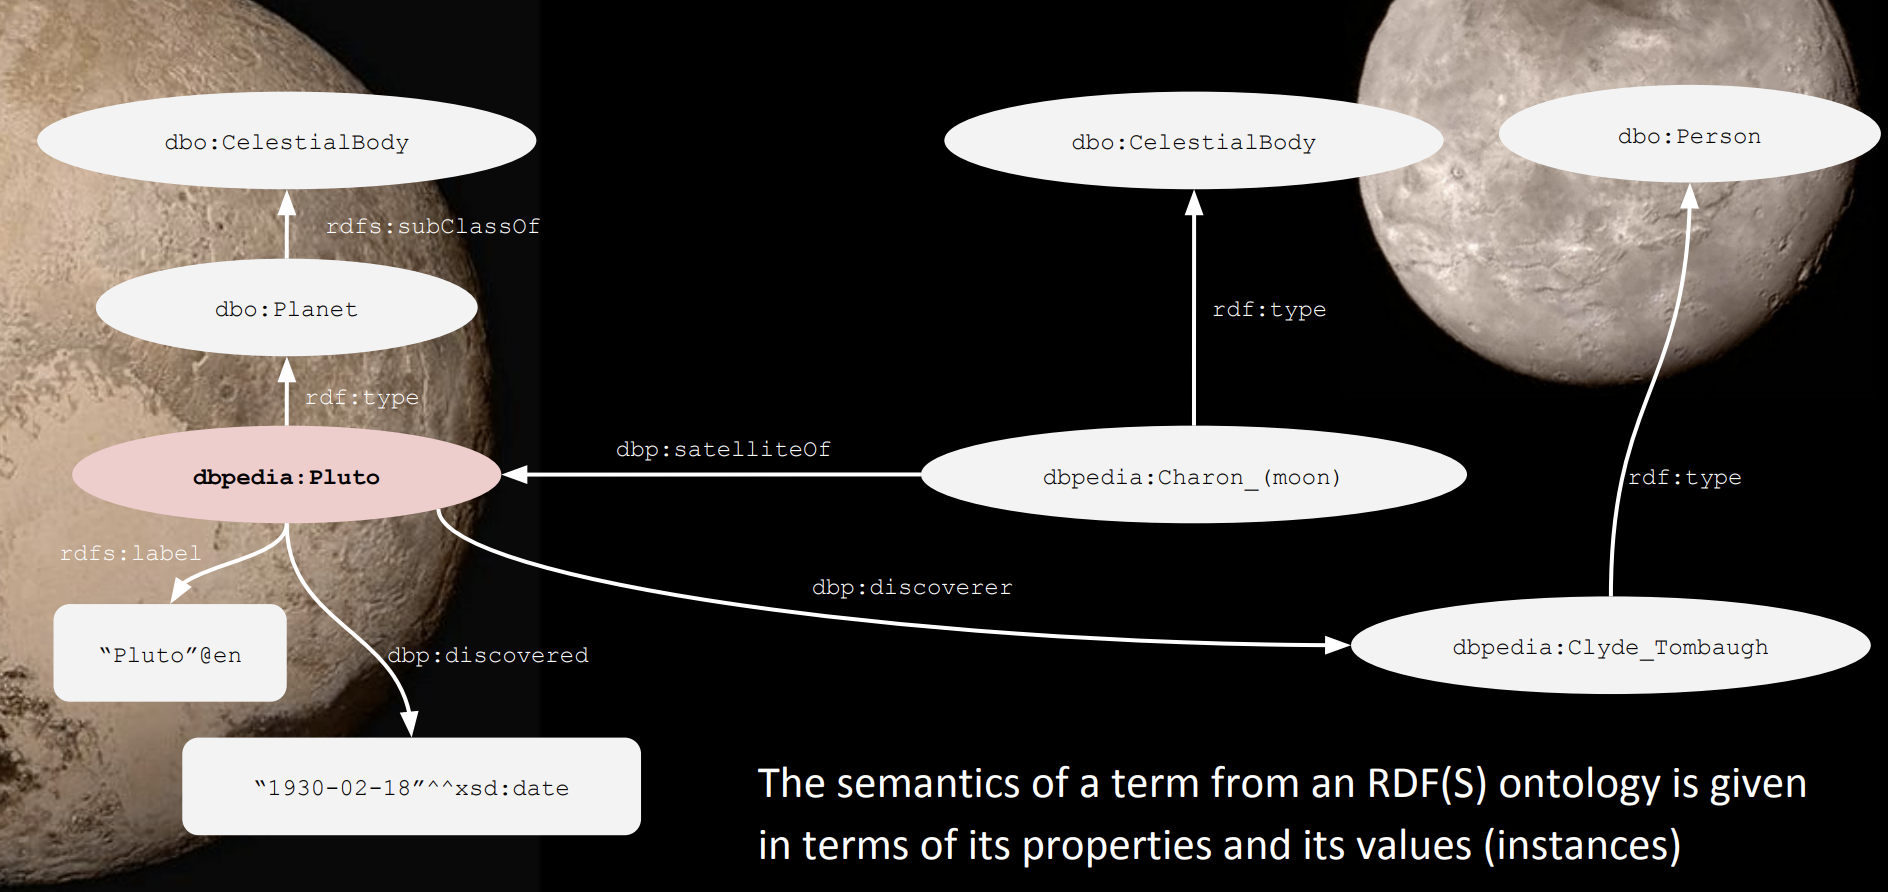 dbo:CelestialBody
dbo:CelestialBody
dbo:Person
rdfs:subClassOf
dbo:Planet
rdf:type
rdf:type
dbp:satelliteOf
dbpedia:Pluto
dbpedia:Charon_(moon)
rdf:type
rdfs:label
dbp:discoverer
“Pluto”@en
dbp:discovered
dbpedia:Clyde_Tombaugh
“1930-02-18”^^xsd:date
The semantics of a term from an RDF(S) ontology is given
in terms of its properties and its values (instances)